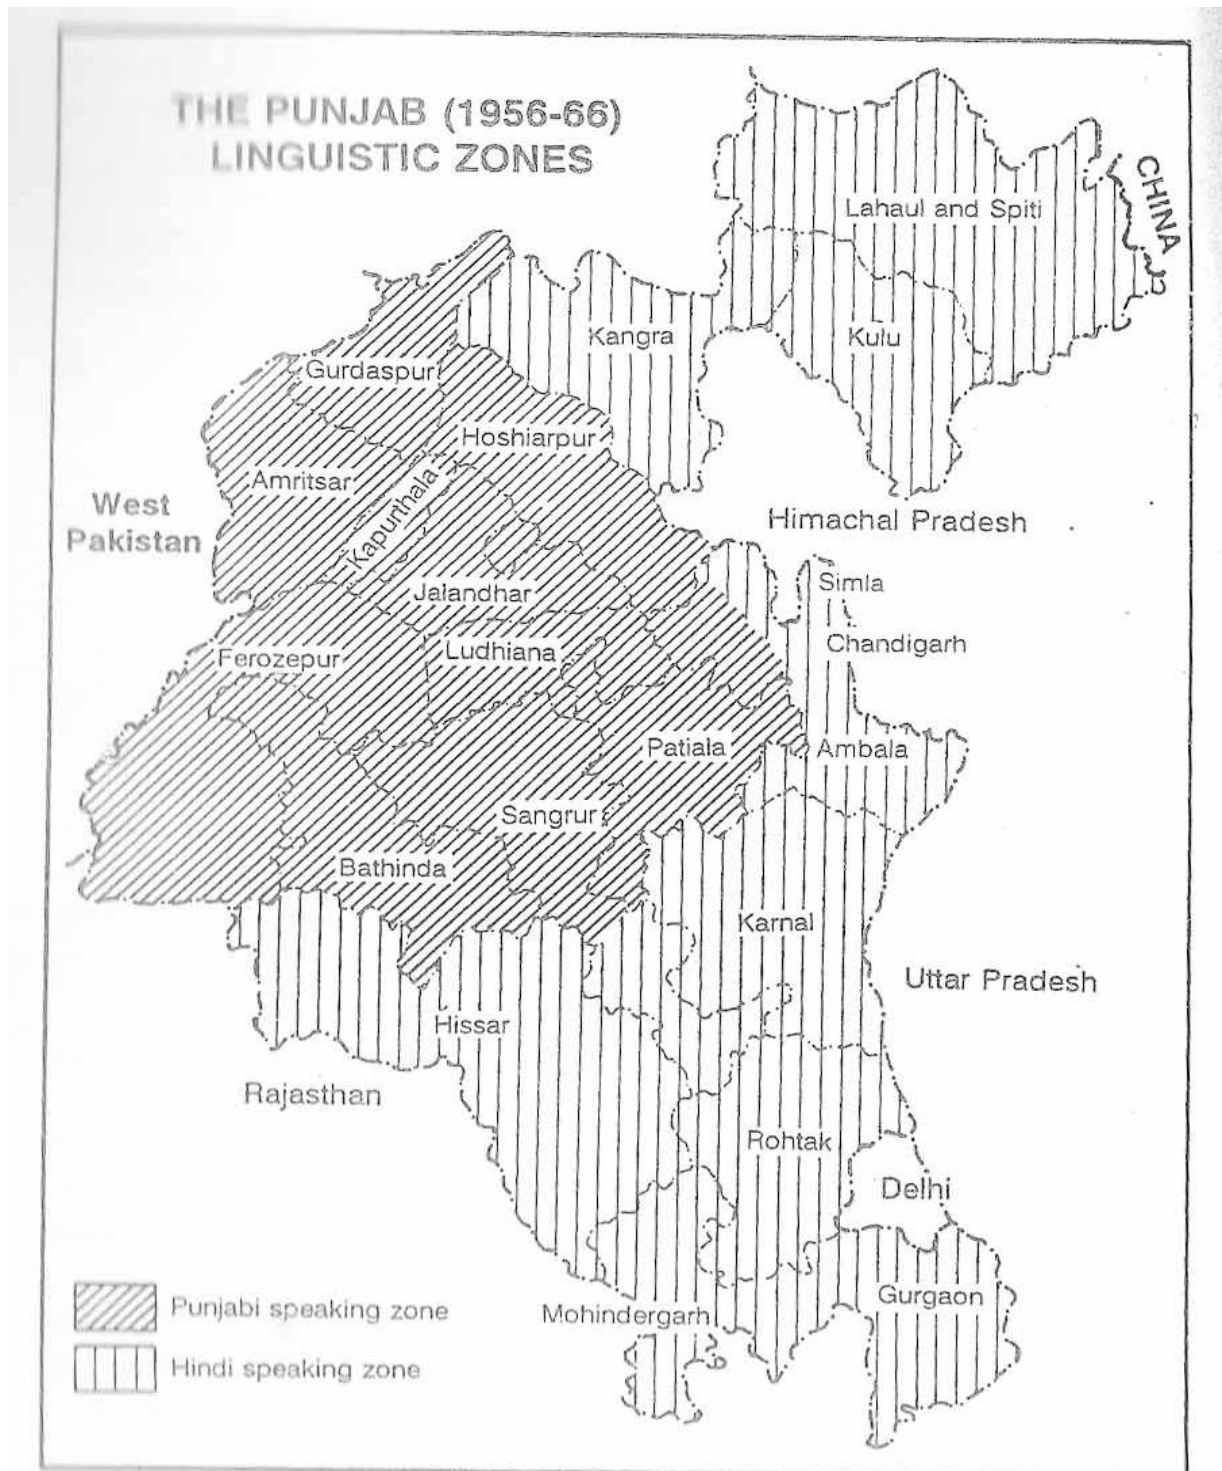 THE PUNJAB (1956-66)
LINGUISTIC ZONES
CHINA
Lahaul and Spiti
Kangra
Kulu
Gurdaspur
Hoshiarpur
Amritsar
Kapurthala
West
Pakistan
Himachal Pradesh
Simla
Jalandhar
Chandigarh
Ludhiana
Ferozepur
Patiala
Ambala
Sangrur
Bathinda
Karnal
Uttar Pradesh
Hissar
Rajasthan
Rohtak
Delhi
Gurgaon
Mohindergarh
Punjabi speaking zone
Hindi speaking zone